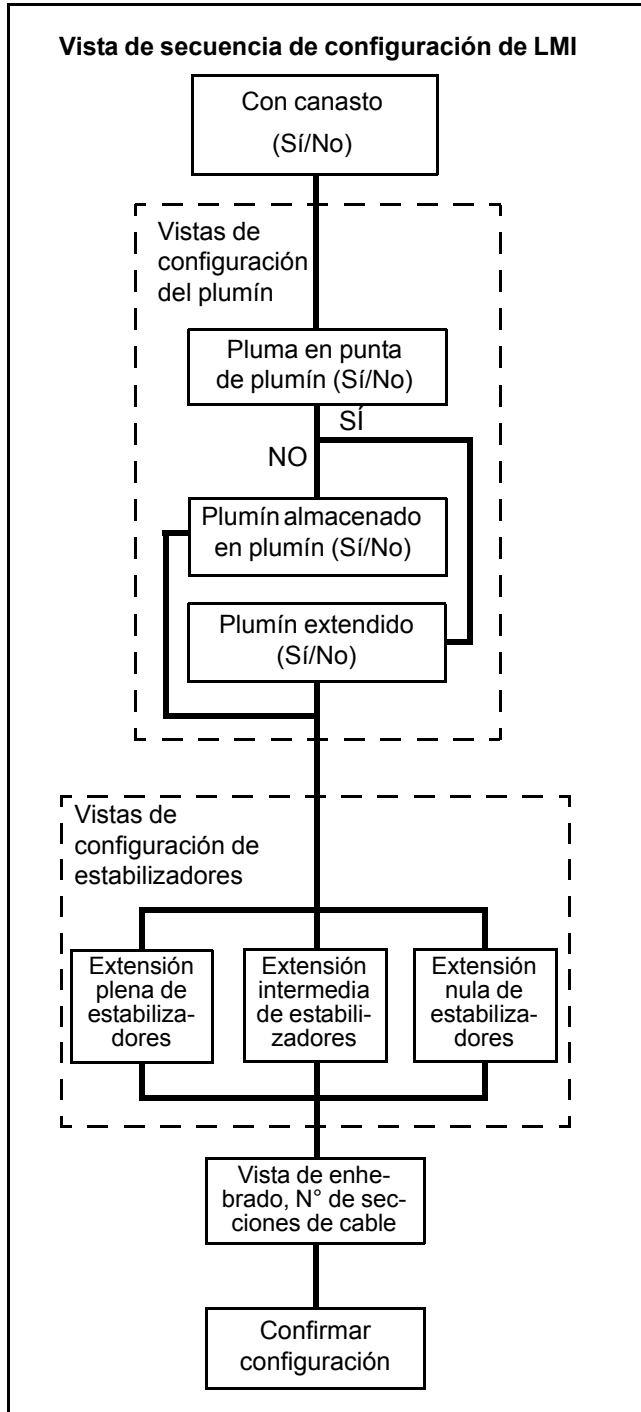 Vista de secuencia de configuración de LMI
Con canasto
(Sí/No)
Vistas de
configuración
del plumín
Pluma en punta
de plumín (Sí/No)
SÍ
NO
Plumín almacenado
en plumín (Sí/No)
Plumín extendido
(Sí/No)
Vistas de
configuración de
estabilizadores
Extensión
plena de
estabiliza-
dores
Extensión
intermedia
de estabili-
zadores
Extensión
nula de
estabiliza-
dores
Vista de enhe-
brado, N° de sec-
ciones de cable
Confirmar
configuración